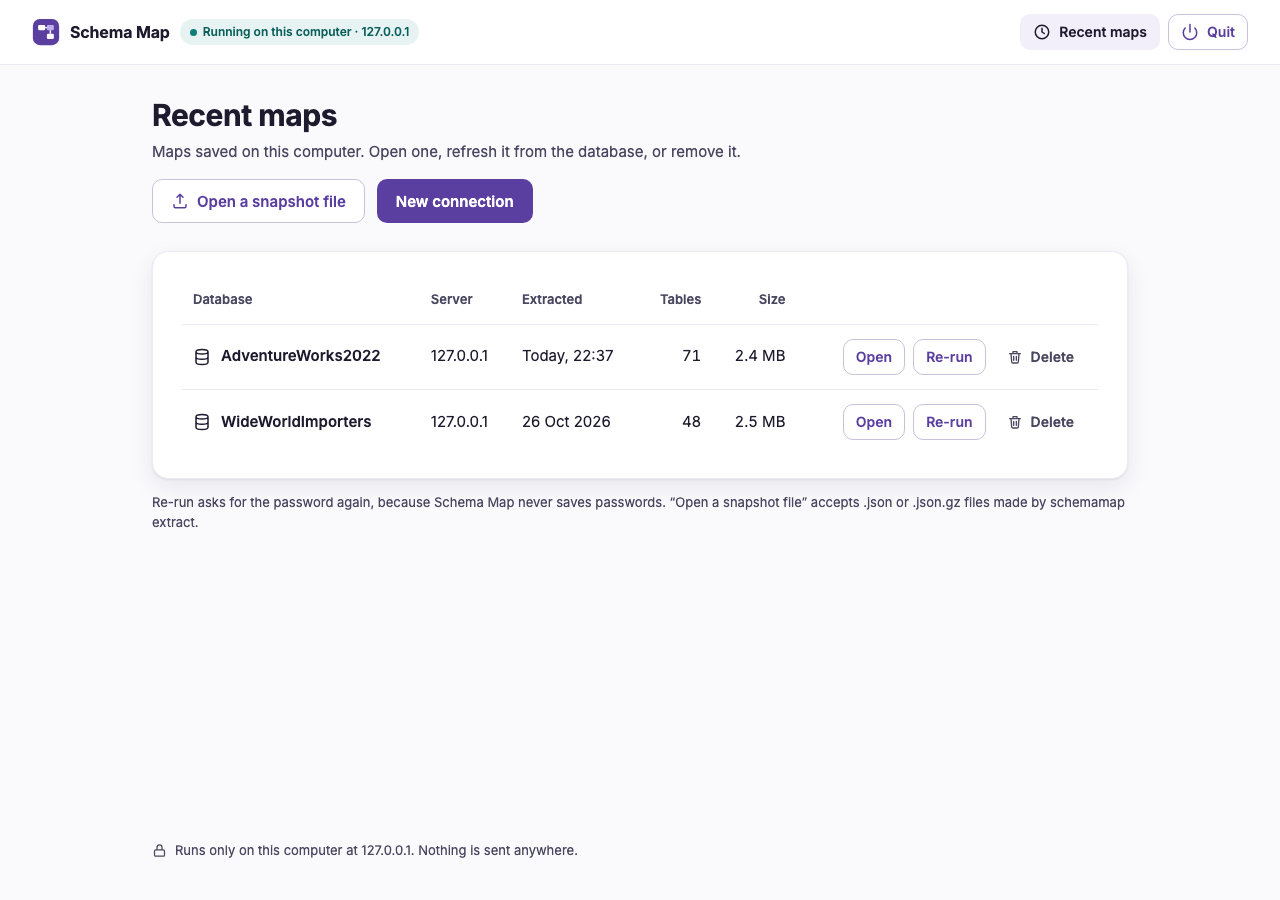 Schema Map
Running on this computer · 127.0.0.1
Recent maps
Quit
Recent maps
Maps saved on this computer. Open one, refresh it from the database, or remove it.
Open a snapshot file
New connection
Database Server Extracted Tables Size
AdventureWorks2022 127.0.0.1 Today, 22:37 71 2.4 MB Open Re-run Delete
WideWorldImporters 127.0.0.1 26 Oct 2026 48 2.5 MB Open Re-run Delete
Re-run asks for the password again, because Schema Map never saves passwords. “Open a snapshot file” accepts .json or .json.gz files made by schemamap
extract.
Runs only on this computer at 127.0.0.1. Nothing is sent anywhere.